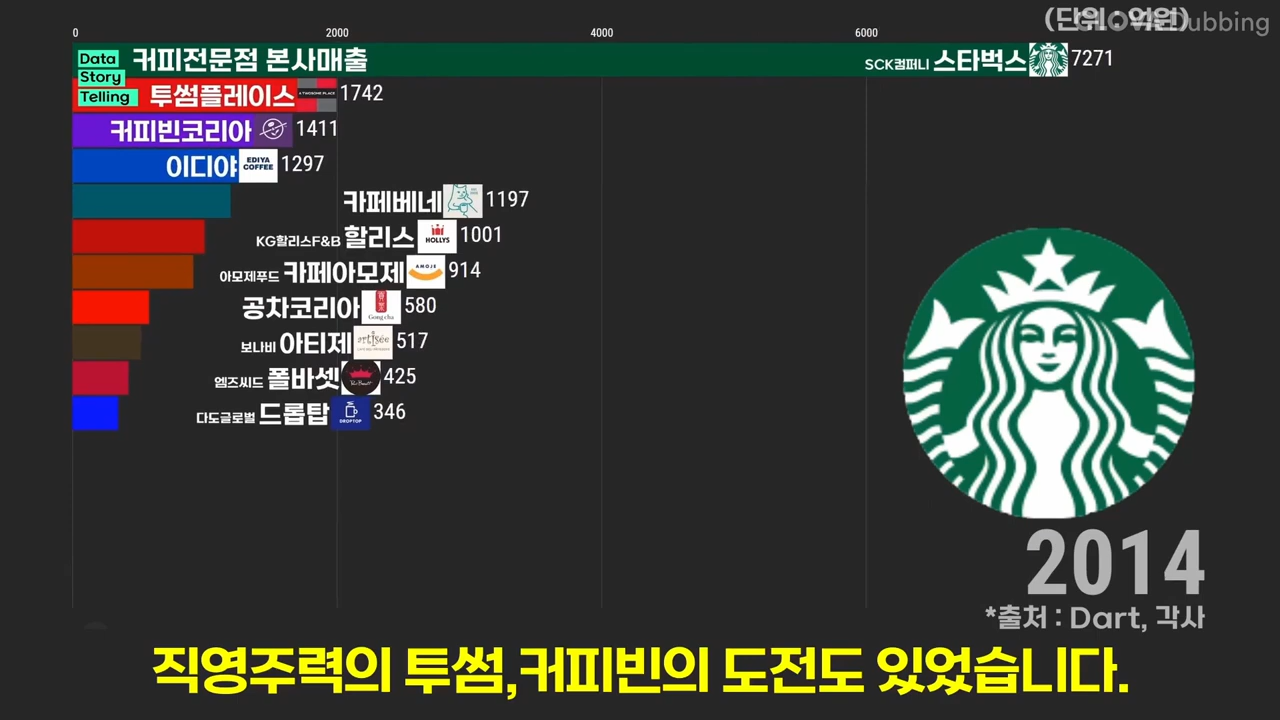 (단위 : 억원)
CLOVA Dubbing
0 2000 4000 6000
Data
Story
Telling
커피전문점 본사매출
SCK컴퍼니 스타벅스 7271
투썸플레이스 A TWOSOME PLACE 1742
커피빈코리아 1411
이디야 EDIYA COFFEE 1297
카페베네 1197
KG할리스F&B 할리스 HOLLYS 1001
아모제푸드 카페아모제 AMOJE 914
공차코리아 Gong cha 580
보나비 아티제 artisée 517
엠즈씨드 폴바셋 425
다도글로벌 드롭탑 DROPTOP 346
2014
*출처 : Dart, 각사
직영주력의 투썸,커피빈의 도전도 있었습니다.